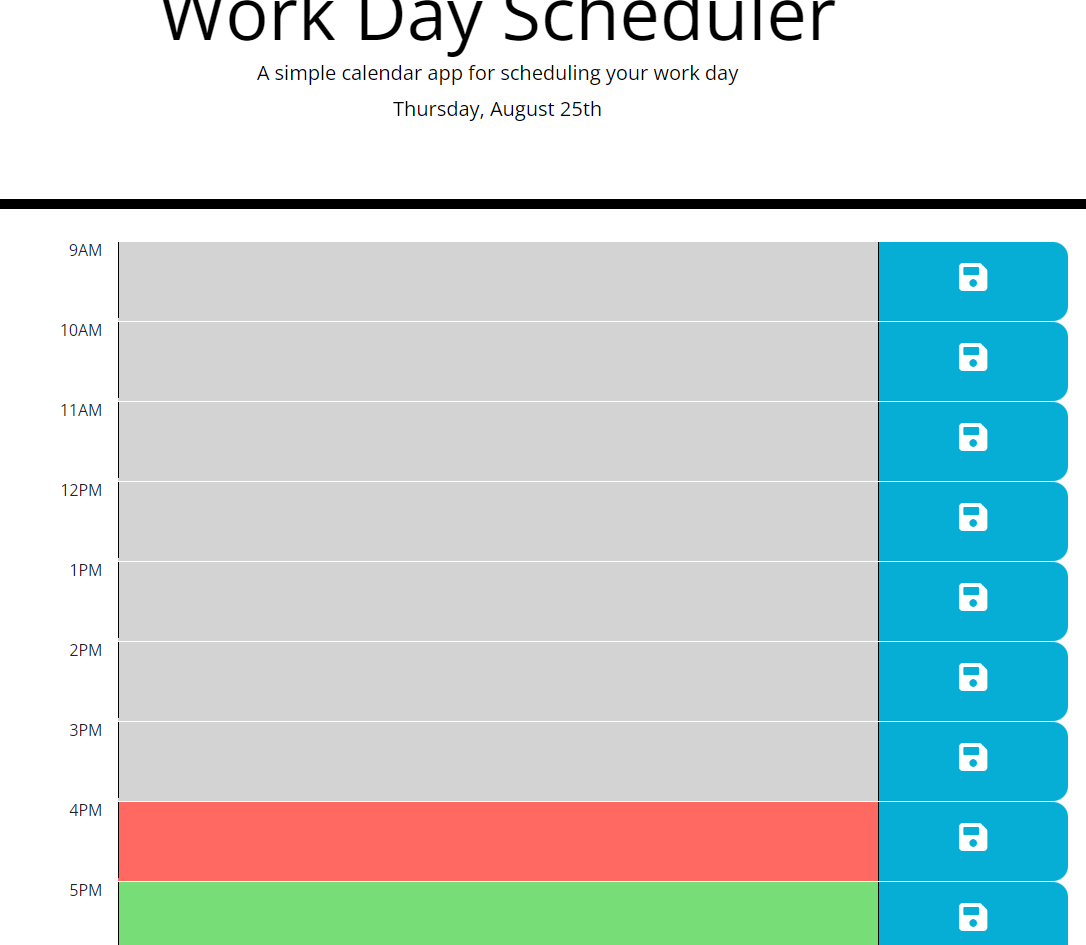 Work Day Scheduler
A simple calendar app for scheduling your work day
Thursday, August 25th
9AM
10AM
11AM
12PM
1PM
2PM
3PM
4PM
5PM